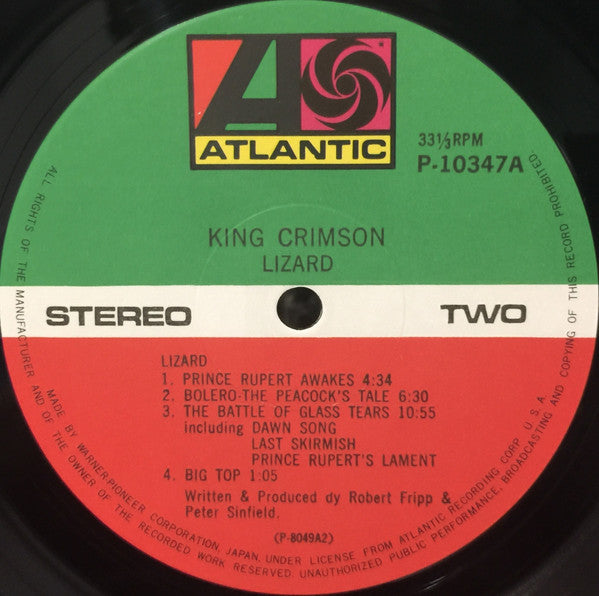 ATLANTIC
33⅓RPM
P-10347A
KING CRIMSON
LIZARD
STEREO
TWO
LIZARD
1. PRINCE RUPERT AWAKES 4:34
2. BOLERO-THE PEACOCK'S TALE 6:30
3. THE BATTLE OF GLASS TEARS 10:55
including DAWN SONG
LAST SKIRMISH
PRINCE RUPERT'S LAMENT
4. BIG TOP 1:05
Written & Produced dy Robert Fripp &
Peter Sinfield.
(P-8049A2)
MADE BY WARNER-PIONEER CORPORATION, JAPAN, UNDER LICENSE FROM ATLANTIC RECORDING CORP. U.S.A.
ALL RIGHTS OF THE MANUFACTURER AND OF THE OWNER OF THE RECORDED WORK RESERVED. UNAUTHORIZED PUBLIC PERFORMANCE, BROADCASTING AND COPYING OF THIS RECORD PROHIBITED.